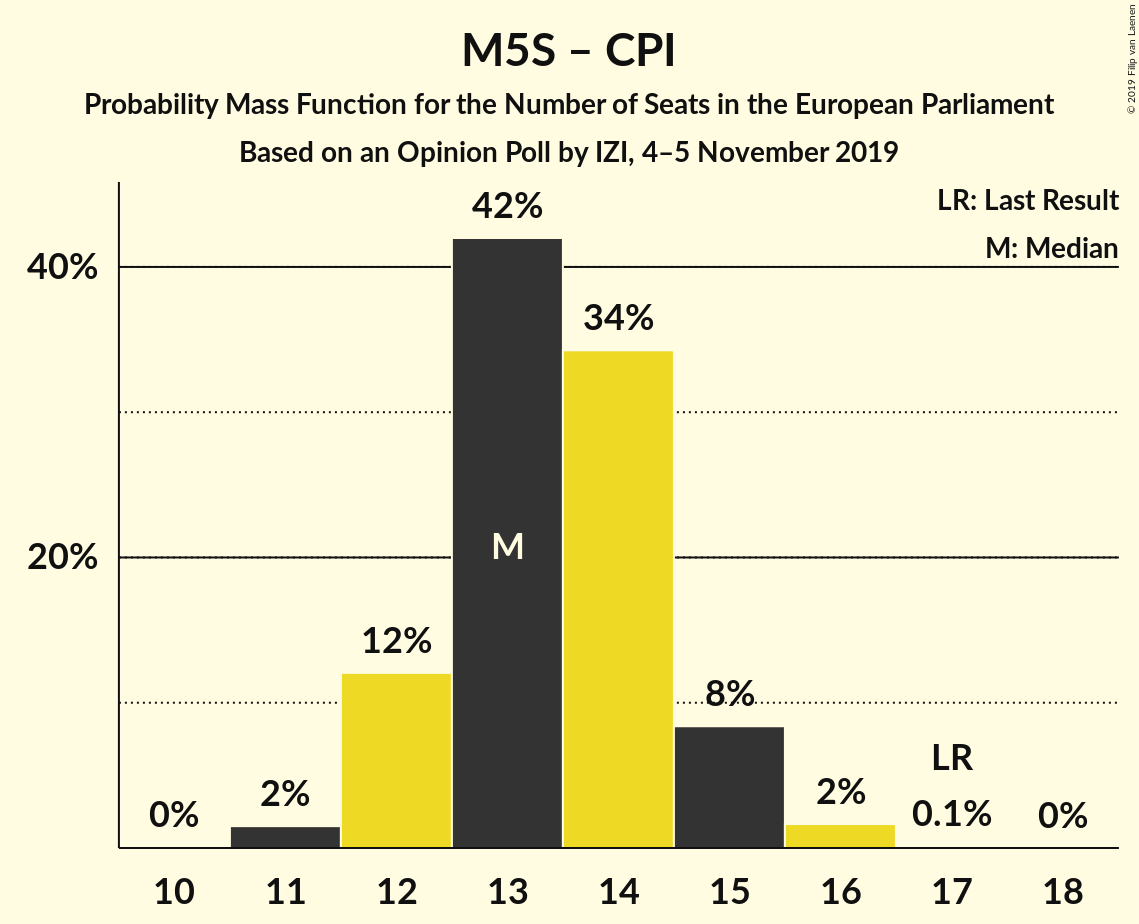 M5S – CPI
Probability Mass Function for the Number of Seats in the European Parliament
Based on an Opinion Poll by IZI, 4–5 November 2019
© 2019 Filip van Laenen
LR: Last Result
M: Median
40%
20%
0%
2%
12%
42%
M
34%
8%
2%
LR
0.1%
0%
10 11 12 13 14 15 16 17 18